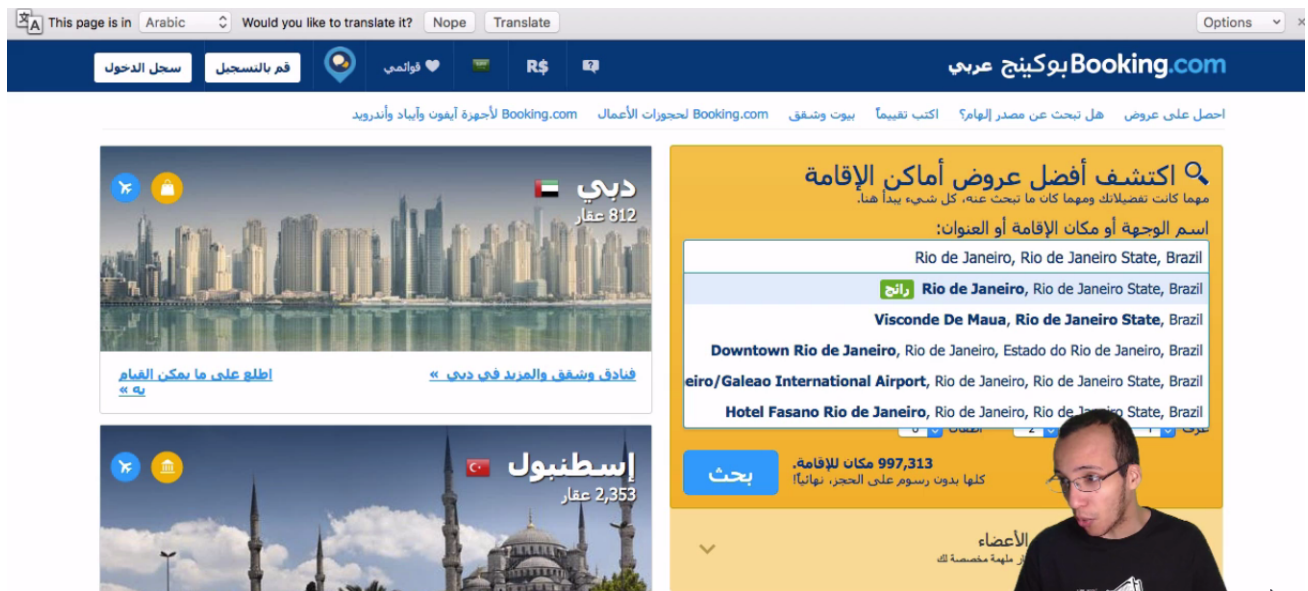 This page is in Arabic Would you like to translate it? Nope Translate Options
Booking.com بوكينج عربي
R$
قوائمي
قم بالتسجيل
سجل الدخول
احصل على عروض
هل تبحث عن مصدر إلهام؟
اكتب تقييماً
بيوت وشقق
Booking.com لحجوزات الأعمال
Booking.com لأجهزة آيفون وآيباد وأندرويد
اكتشف أفضل عروض أماكن الإقامة
مهما كانت تفضيلاتك ومهما كان ما تبحث عنه، كل شيء يبدأ هنا.
اسم الوجهة أو مكان الإقامة أو العنوان:
Rio de Janeiro, Rio de Janeiro State, Brazil
Rio de Janeiro, Rio de Janeiro State, Brazil رائج
Visconde De Maua, Rio de Janeiro State, Brazil
Downtown Rio de Janeiro, Rio de Janeiro, Estado do Rio de Janeiro, Brazil
eiro/Galeao International Airport, Rio de Janeiro, Rio de Janeiro State, Brazil
Hotel Fasano Rio de Janeiro, Rio de Janeiro, Rio de State, Brazil
997,313 مكان للإقامة.
كلها بدون رسوم على الحجز، نهائياً!
بحث
الأعضاء
ملهمة مخصصة لك
دبي
812 عقار
فنادق وشقق والمزيد في دبي »
اطلع على ما يمكن القيام
به »
إسطنبول
2,353 عقار